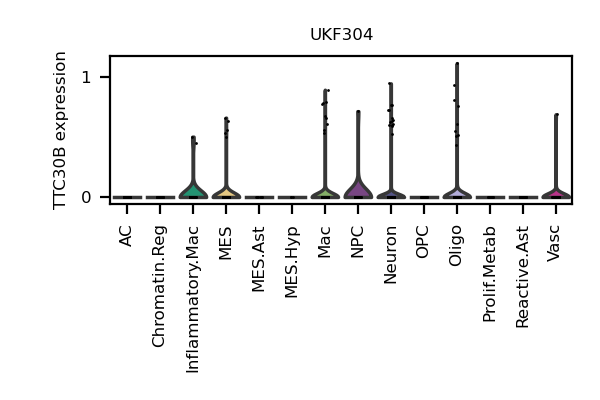 UKF304
TTC30B expression
1
0
AC
Chromatin.Reg
Inflammatory.Mac
MES
MES.Ast
MES.Hyp
Mac
NPC
Neuron
OPC
Oligo
Prolif.Metab
Reactive.Ast
Vasc